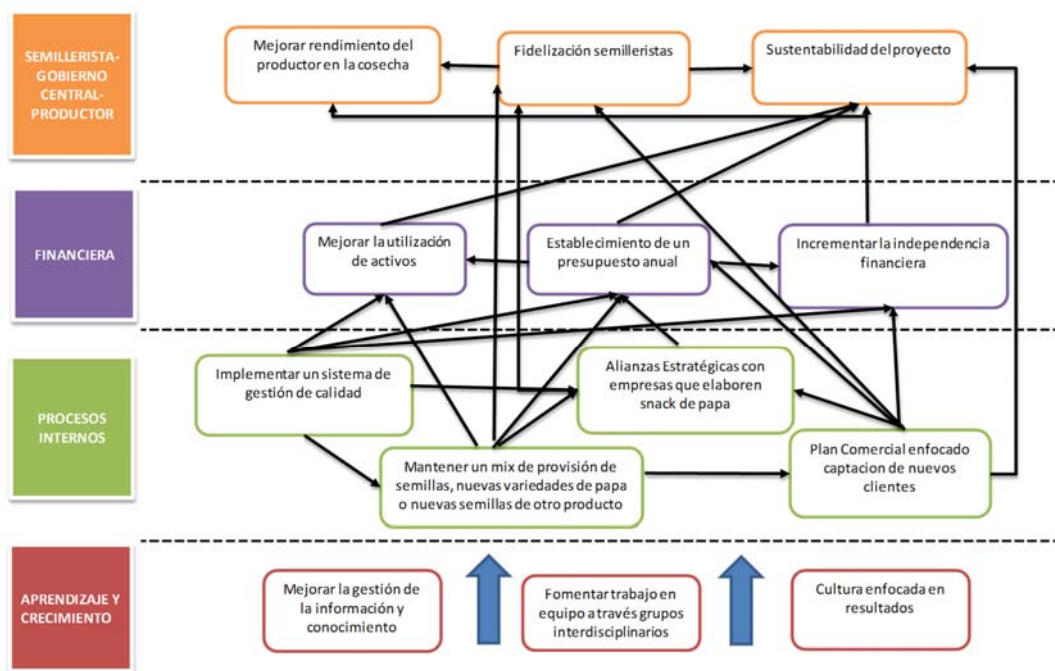 SEMILLERISTA-
GOBIERNO
CENTRAL-
PRODUCTOR
Mejorar rendimiento del
productor en la cosecha
Fidelización semilleristas
Sustentabilidad del proyecto
FINANCIERA
Mejorar la utilización
de activos
Establecimiento de un
presupuesto anual
Incrementar la independencia
financiera
PROCESOS
INTERNOS
Implementar un sistema de
gestión de calidad
Alianzas Estratégicas con
empresas que elaboren
snack de papa
Mantener un mix de provisión de
semillas, nuevas variedades de papa
o nuevas semillas de otro producto
Plan Comercial enfocado
captacion de nuevos
clientes
APRENDIZAJE Y
CRECIMIENTO
Mejorar la gestión de
la información y
conocimiento
Fomentar trabajo en
equipo a través grupos
interdisciplinarios
Cultura enfocada en
resultados